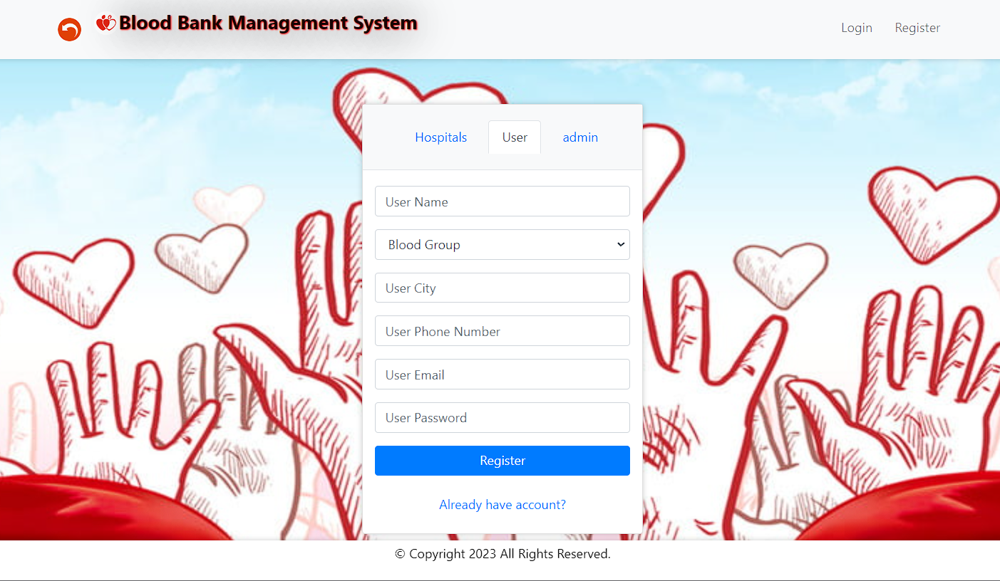 Blood Bank Management System
Login Register
Hospitals User admin
User Name
Blood Group
User City
User Phone Number
User Email
User Password
Register
Already have account?
© Copyright 2023 All Rights Reserved.